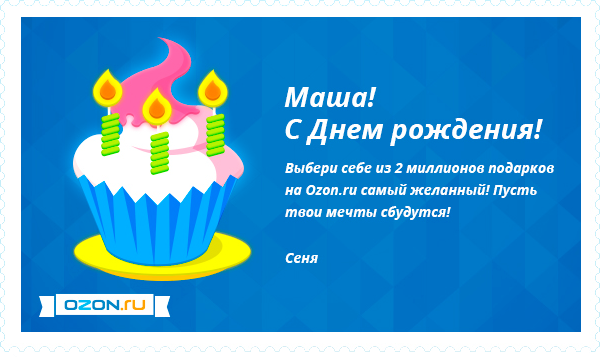 Маша!
С Днем рождения!
Выбери себе из 2 миллионов подарков
на Ozon.ru самый желанный! Пусть
твои мечты сбудутся!
Сеня
OZON.RU